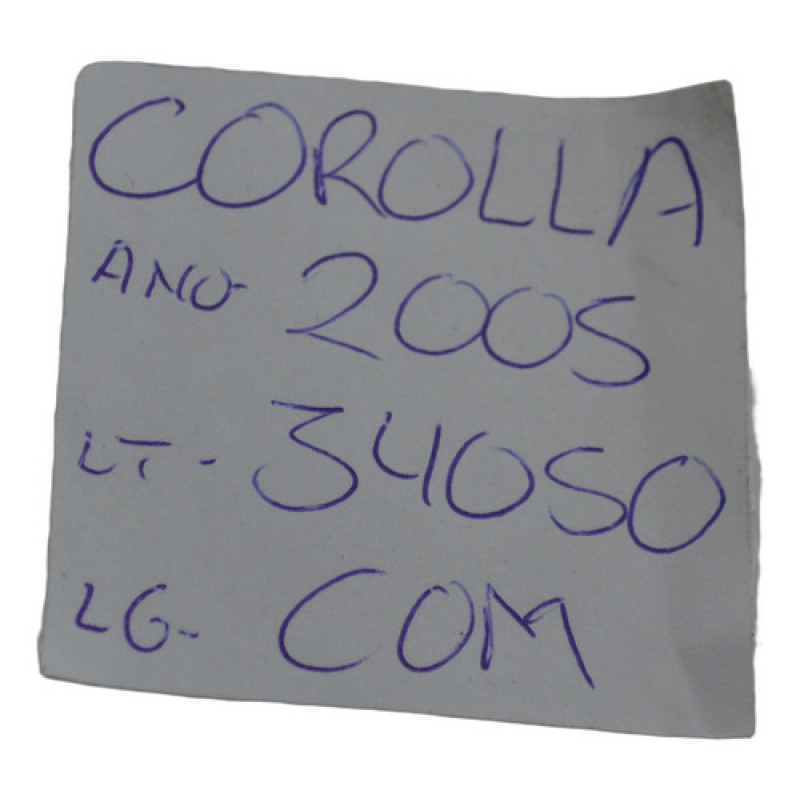 COROLLA
ANO- 2005
LT- 34050
LG- COM